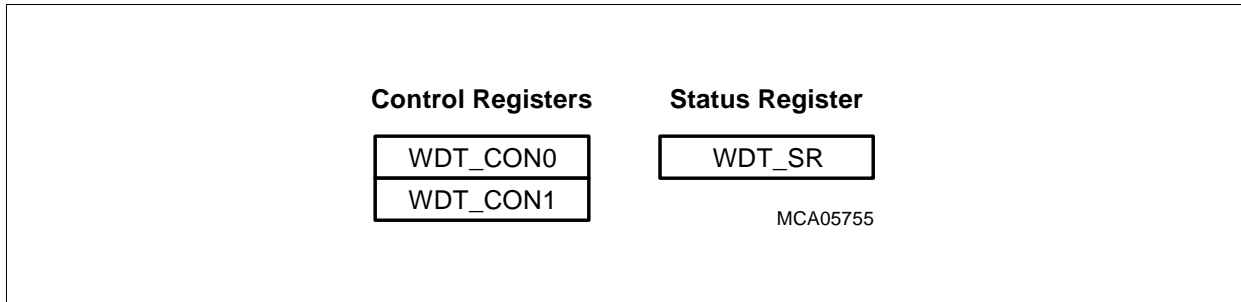 Control Registers
Status Register
WDT_CON0
WDT_SR
WDT_CON1
MCA05755